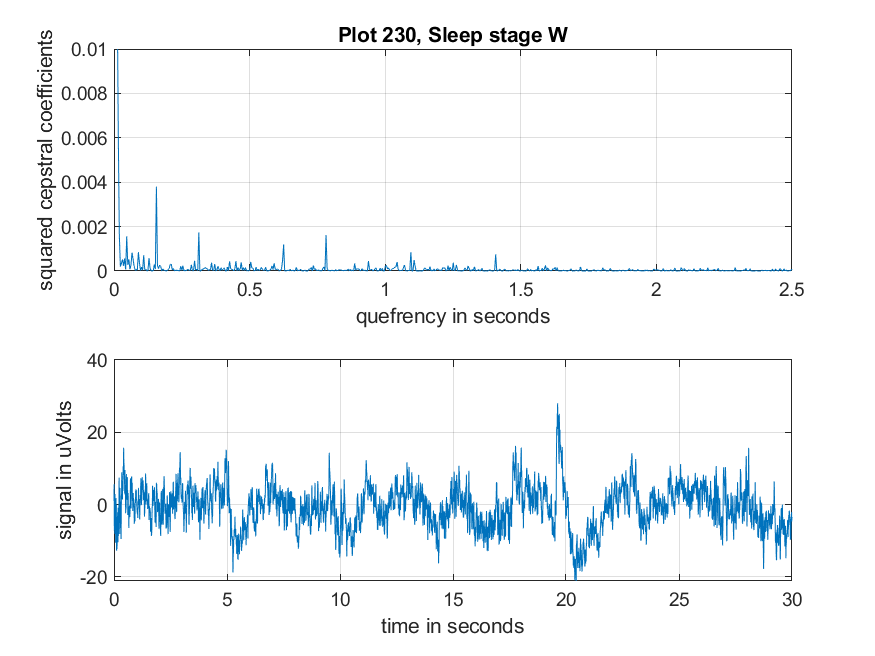 Plot 230, Sleep stage W
squared cepstral coefficients
0.01
0.008
0.006
0.004
0.002
0
0 0.5 1 1.5 2 2.5
quefrency in seconds
signal in uVolts
40
20
0
-20
0 5 10 15 20 25 30
time in seconds